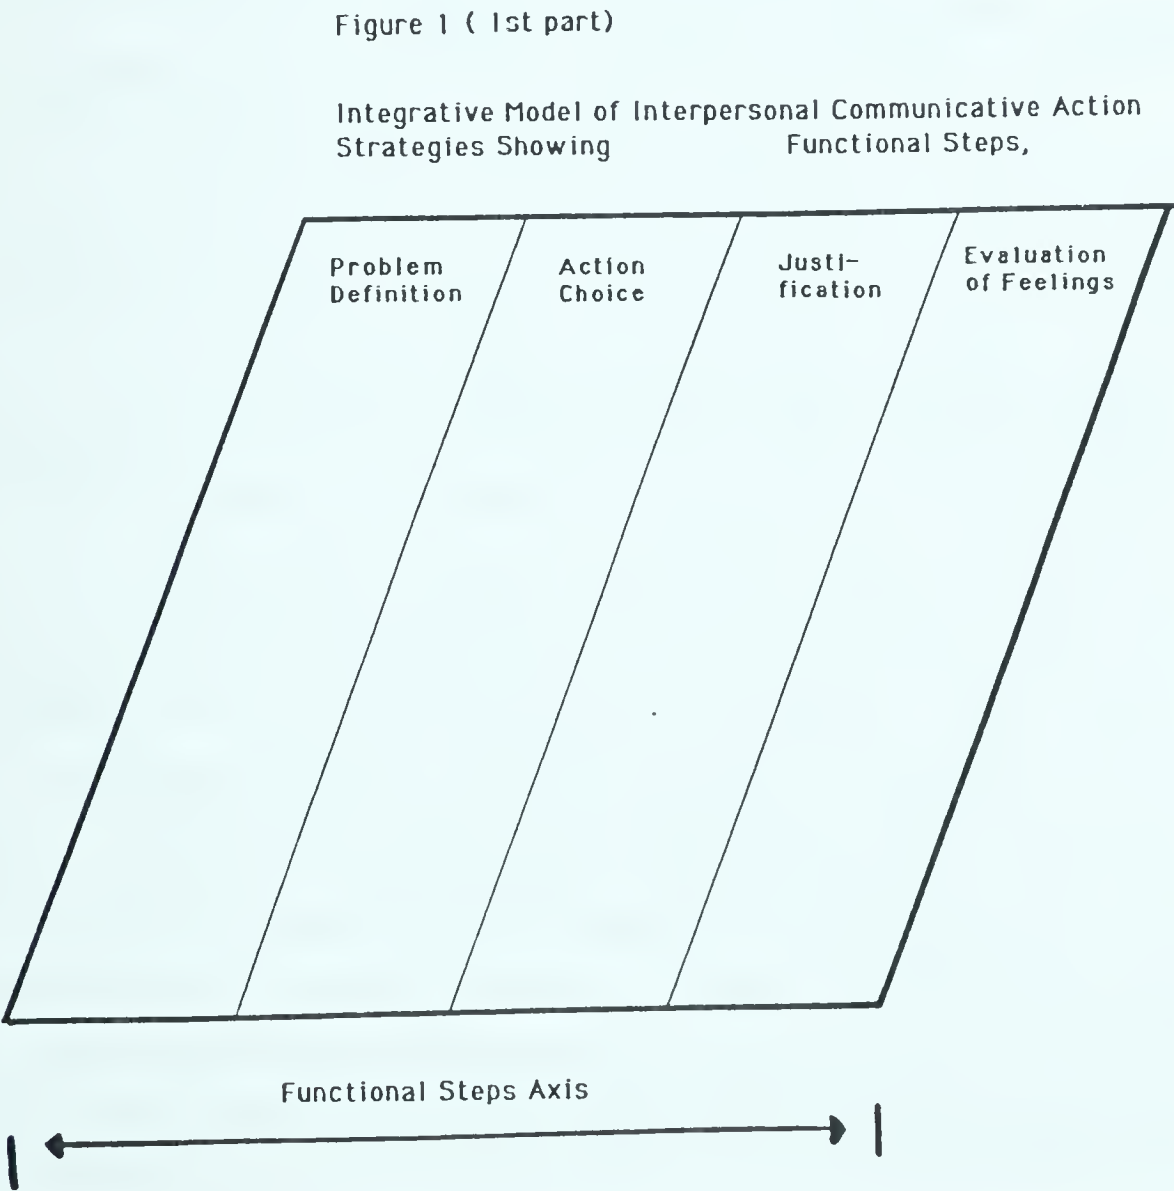 Figure 1 ( 1st part)
Integrative Model of Interpersonal Communicative Action
Strategies Showing Functional Steps,
Problem
Definition
Action
Choice
Justi-
fication
Evaluation
of Feelings
Functional Steps Axis